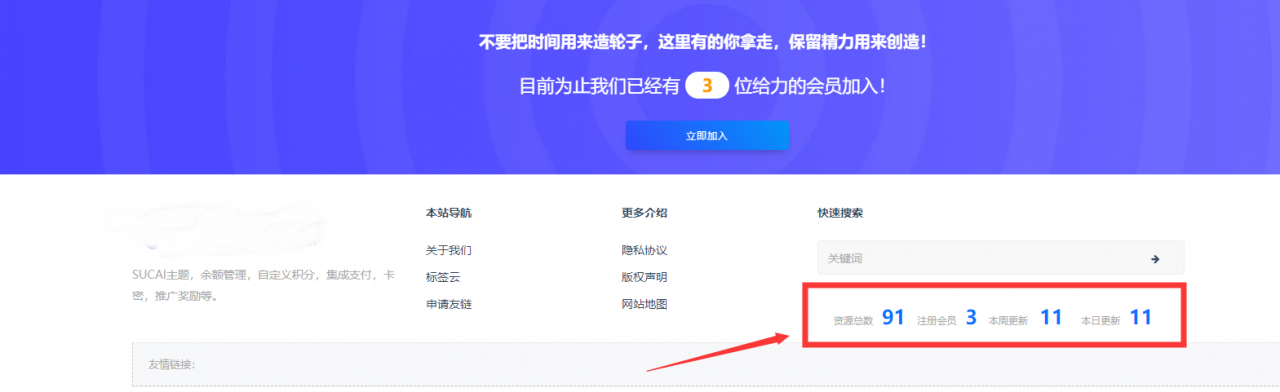 不要把时间用来造轮子，这里有的你拿走，保留精力用来创造！
目前为止我们已经有 3 位给力的会员加入！
立即加入
SUCAI主题，余额管理，自定义积分，集成支付，卡
密，推广奖励等。
本站导航
关于我们
标签云
申请友链
更多介绍
隐私协议
版权声明
网站地图
快速搜索
关键词
资源总数 91 注册会员 3 本周更新 11 本日更新 11
友情链接：